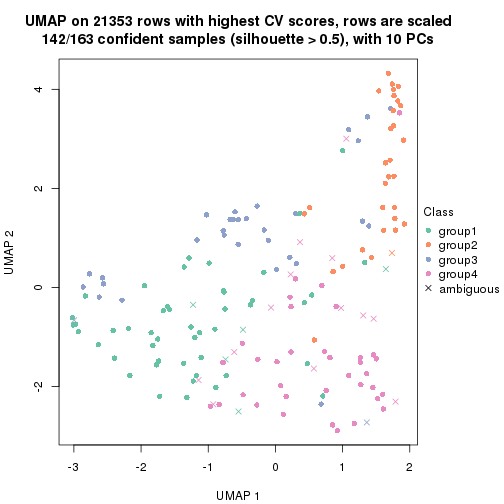 UMAP on 21353 rows with highest CV scores, rows are scaled
142/163 confident samples (silhouette > 0.5), with 10 PCs
UMAP 2
4
2
0
-2
-3
-2
-1
0
1
2
UMAP 1
Class
group1
group2
group3
group4
ambiguous